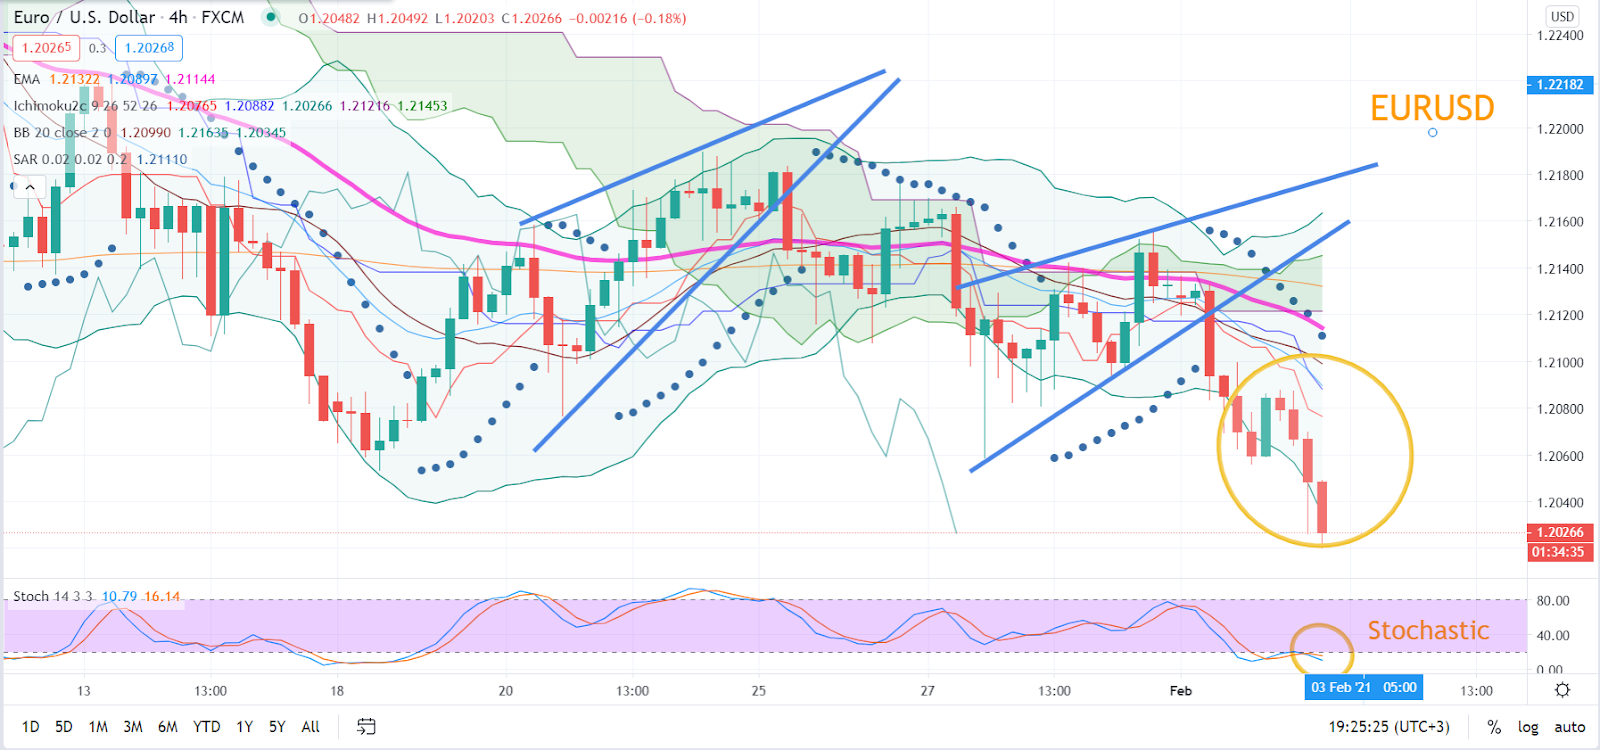 Euro / U.S. Dollar · 4h · FXCM O1.20482 H1.20492 L1.20203 C1.20266 −0.00216 (−0.18%)
1.20265 0.3 1.20268
EMA 1.21322 1.20897 1.21144
Ichimoku2c 9 26 52 26 1.20765 1.20882 1.20266 1.21216 1.21453
BB 20 close 2 0 1.20990 1.21635 1.20345
SAR 0.02 0.02 0.2 1.21110
USD
1.22400
1.22182
EURUSD
1.22000
1.21800
1.21600
1.21400
1.21200
1.21000
1.20800
1.20600
1.20400
1.20266
01:34:35
Stoch 14 3 3 10.79 16.14
80.00
Stochastic
40.00
0.00
13 13:00 18 20 13:00 25 27 13:00 Feb 03 Feb '21 05:00 13:00
1D 5D 1M 3M 6M YTD 1Y 5Y All 19:25:25 (UTC+3) % log auto